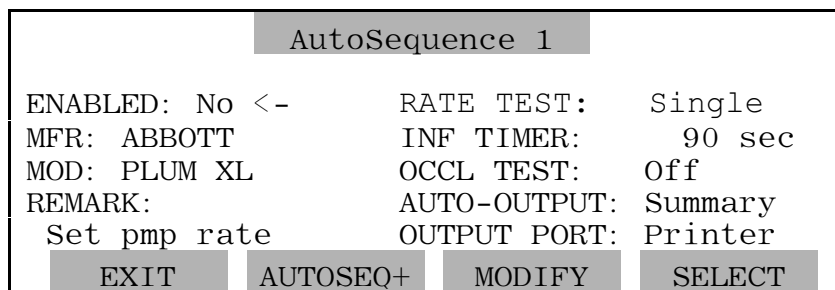 AutoSequence 1
ENABLED: No <- RATE TEST: Single
MFR: ABBOTT INF TIMER: 90 sec
MOD: PLUM XL OCCL TEST: Off
REMARK: AUTO-OUTPUT: Summary
Set pmp rate OUTPUT PORT: Printer
EXIT AUTOSEQ+ MODIFY SELECT